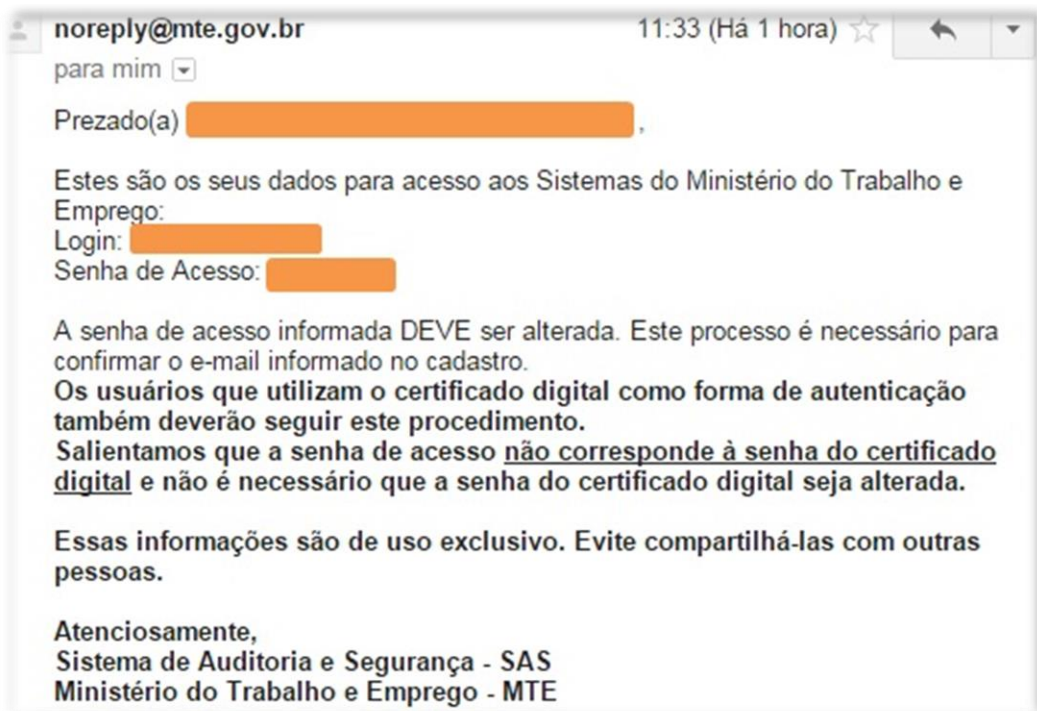 noreply@mte.gov.br 11:33 (Há 1 hora)
para mim
Prezado(a) ,
Estes são os seus dados para acesso aos Sistemas do Ministério do Trabalho e
Emprego:
Login:
Senha de Acesso:
A senha de acesso informada DEVE ser alterada. Este processo é necessário para
confirmar o e-mail informado no cadastro.
Os usuários que utilizam o certificado digital como forma de autenticação
também deverão seguir este procedimento.
Salientamos que a senha de acesso não corresponde à senha do certificado
digital e não é necessário que a senha do certificado digital seja alterada.
Essas informações são de uso exclusivo. Evite compartilhá-las com outras
pessoas.
Atenciosamente,
Sistema de Auditoria e Segurança - SAS
Ministério do Trabalho e Emprego - MTE